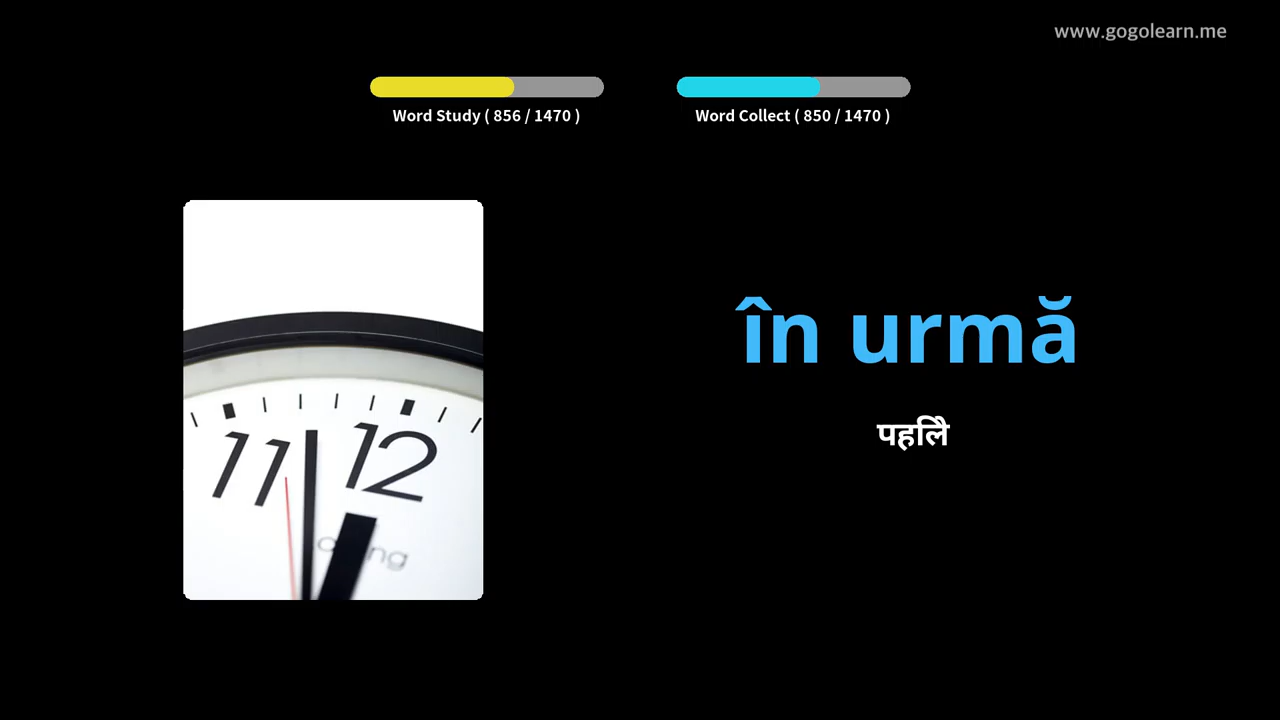 www.gogolearn.me
Word Study ( 856 / 1470 )
Word Collect ( 850 / 1470 )
în urmă
पहलिे
11 12